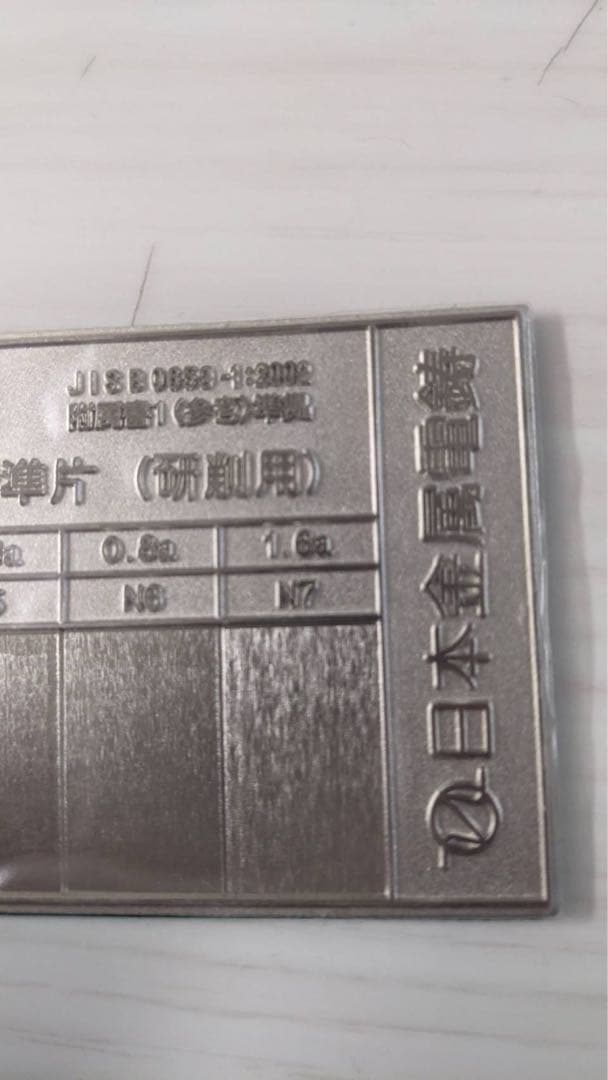 JIS B 0659-1:2002
附属書1(参考)準拠
準片 (研削用)
a 0.8a 1.6a
N6 N7
日本金属電鋳